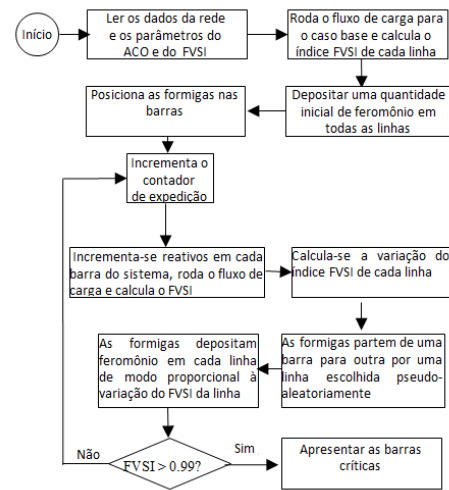 Início
Ler os dados da rede
e os parâmetros do
ACO e do FVSI
Roda o fluxo de carga para
o caso base e calcula o
índice FVSI de cada linha
Posiciona as formigas nas
barras
Depositar uma quantidade
inicial de feromônio em
todas as linhas
Incrementa o
contador
de expedição
Incrementa-se reativos em cada
barra do sistema, roda o fluxo de
carga e calcula o FVSI
Calcula-se a variação do
índice FVSI de cada linha
As formigas depositam
feromônio em cada linha
de modo proporcional à
variação do FVSI da linha
As formigas partem de uma
barra para outra por uma
linha escolhida pseudo-
aleatoriamente
Não
FVSI > 0.99?
Sim
Apresentar as barras
críticas